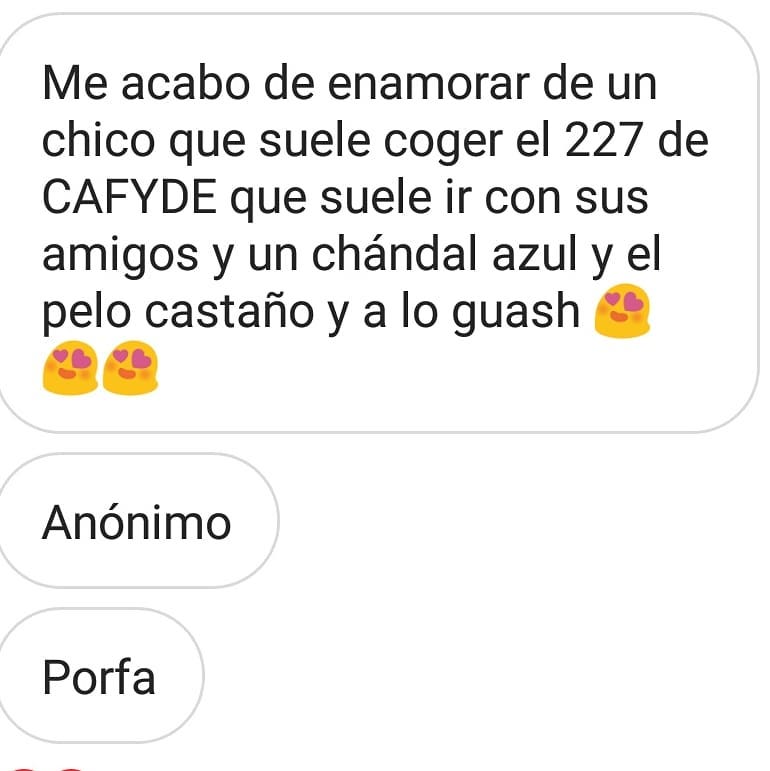 Me acabo de enamorar de un
chico que suele coger el 227 de
CAFYDE que suele ir con sus
amigos y un chándal azul y el
pelo castaño y a lo guash 😍
😍😍
Anónimo
Porfa